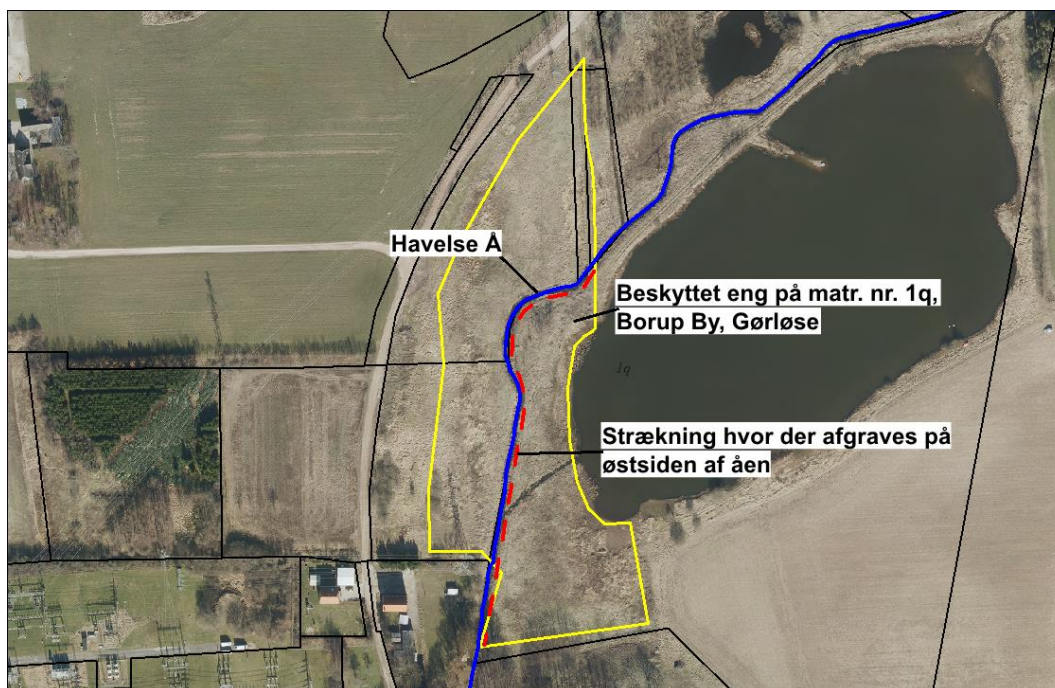 Havelse Å
Beskyttet eng på matr. nr. 1q,
Borup By, Gørløse
1q
Strækning hvor der afgraves på
østsiden af åen